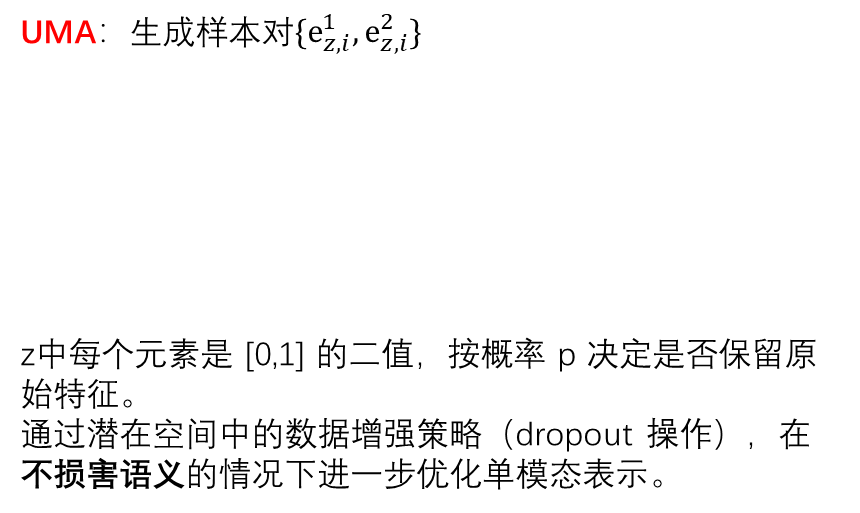 UMA：生成样本对{e¹_{z,i}, e²_{z,i}}
z中每个元素是 [0,1] 的二值，按概率 p 决定是否保留原
始特征。
通过潜在空间中的数据增强策略（dropout 操作），在
不损害语义的情况下进一步优化单模态表示。